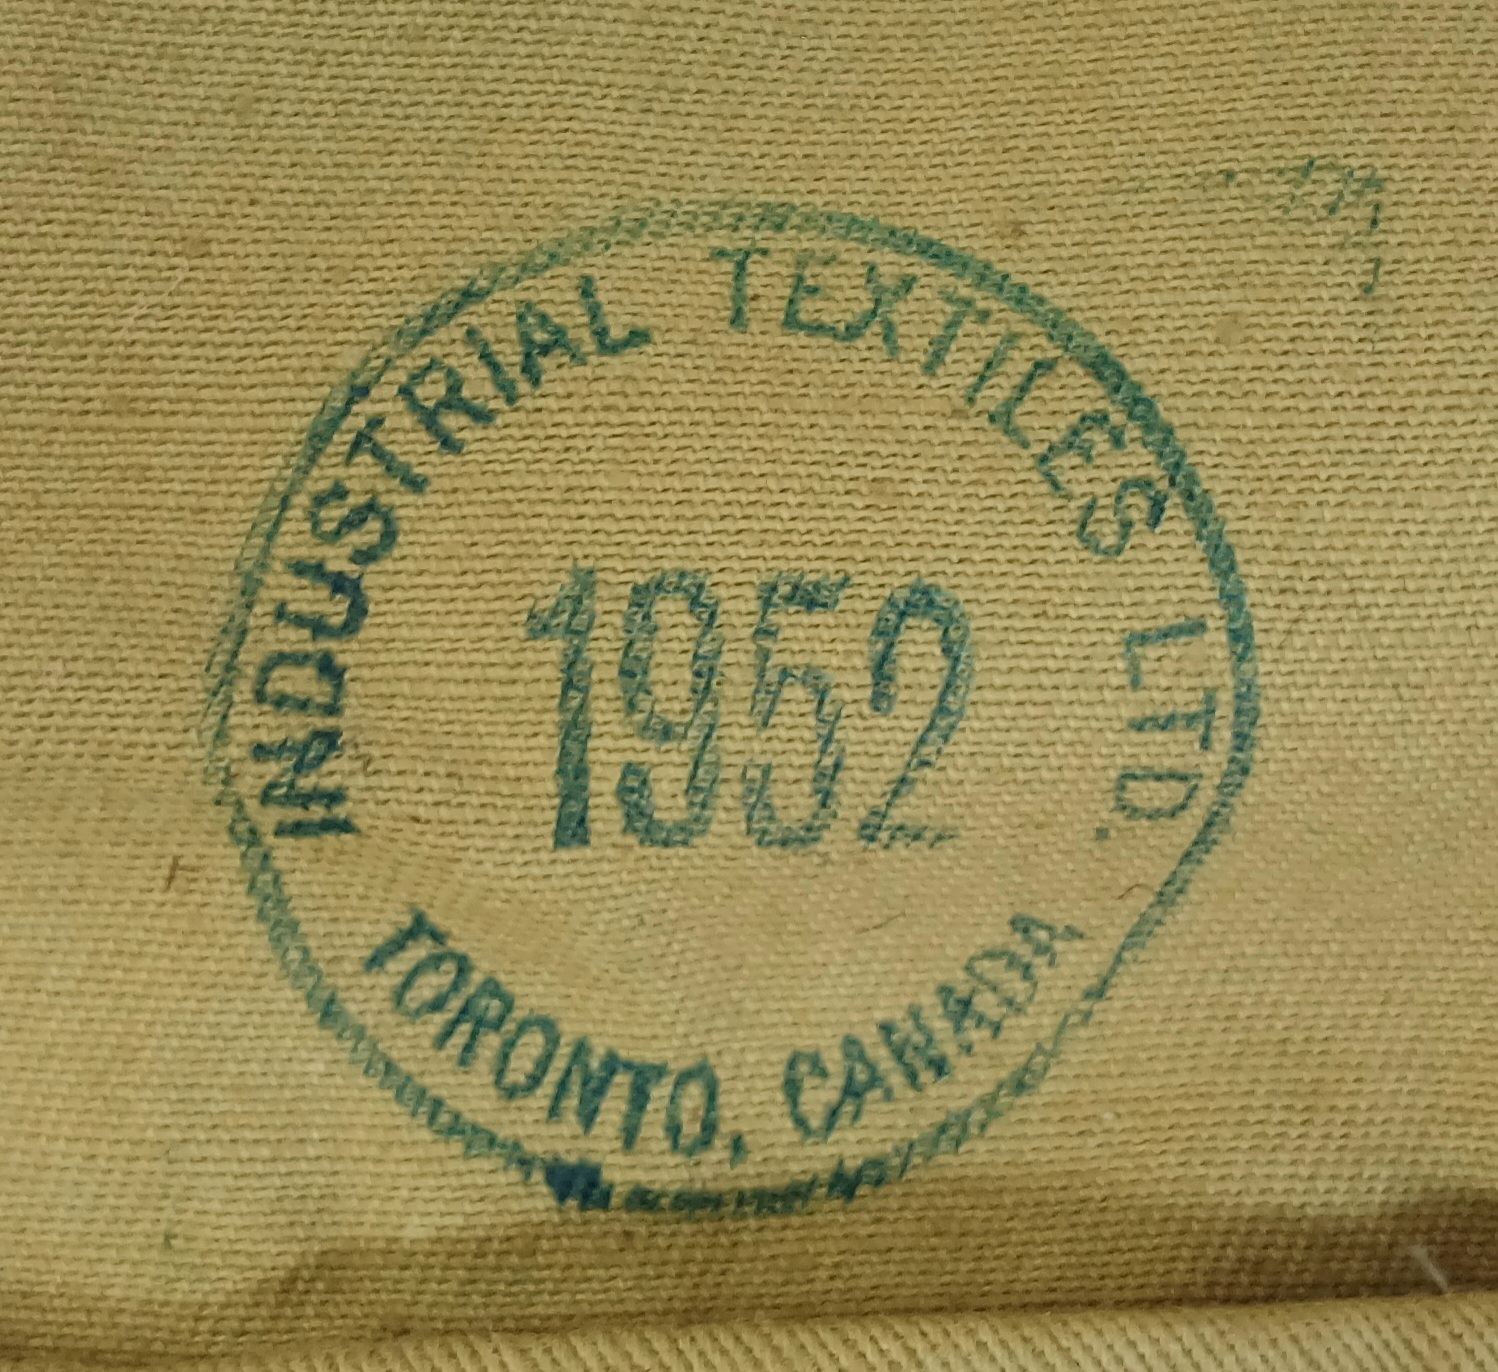 INDUSTRIAL TEXTILES LTD.
1952
TORONTO, CANADA